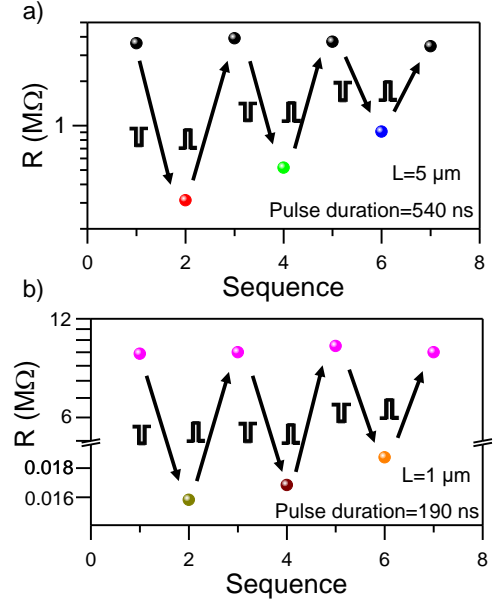 a)
R (MΩ)
1
L=5 μm
Pulse duration=540 ns
0 2 4 6 8
Sequence
b)
12
R (MΩ)
6
0.018
0.016
L=1 μm
Pulse duration=190 ns
0 2 4 6 8
Sequence